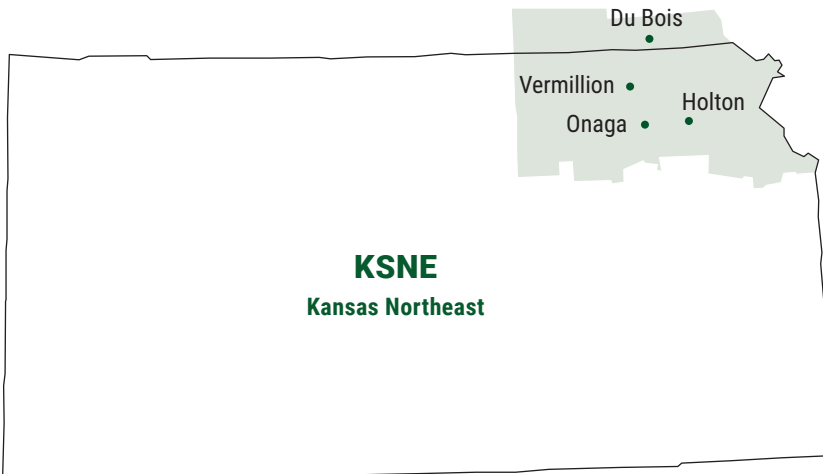 Du Bois
Vermillion
Holton
Onaga
KSNE
Kansas Northeast